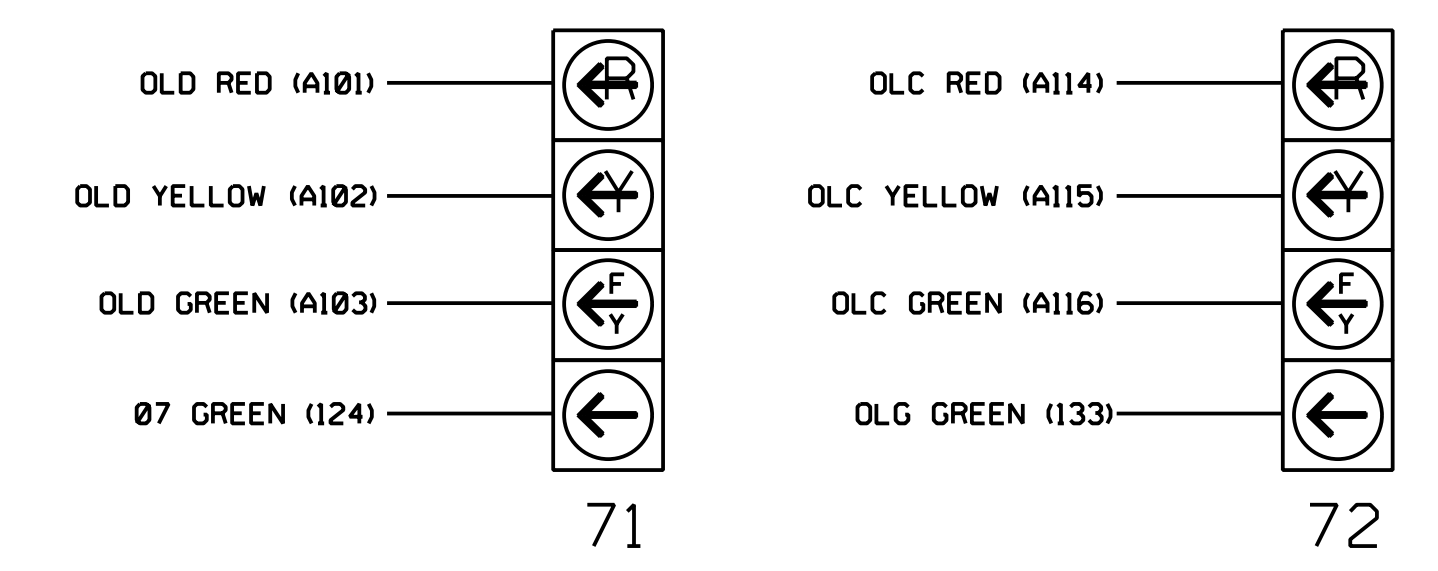 OLD RED (A101)
R
OLD YELLOW (A102)
Y
OLD GREEN (A103)
F
Y
Ø7 GREEN (124)
71
OLC RED (A114)
R
OLC YELLOW (A115)
Y
OLC GREEN (A116)
F
Y
OLG GREEN (133)
72